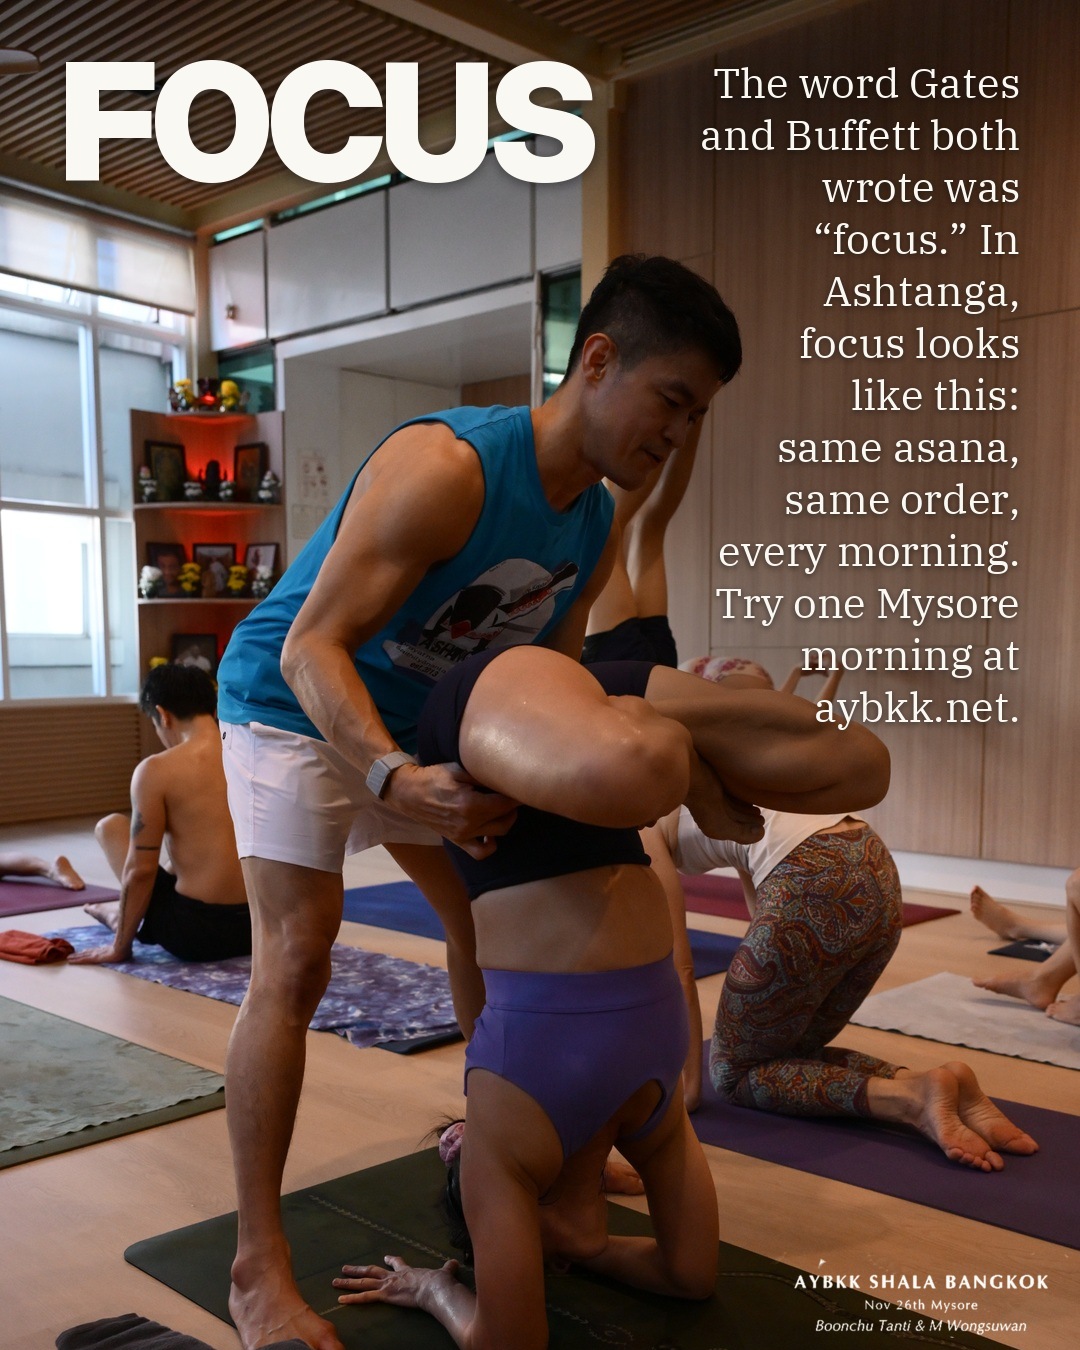 FOCUS
The word Gates
and Buffett both
wrote was
“focus.” In
Ashtanga,
focus looks
like this:
same asana,
same order,
every morning.
Try one Mysore
morning at
aybkk.net.
AYBKK SHALA BANGKOK
Nov 26th Mysore
Boonchu Tanti & M Wongsuwan